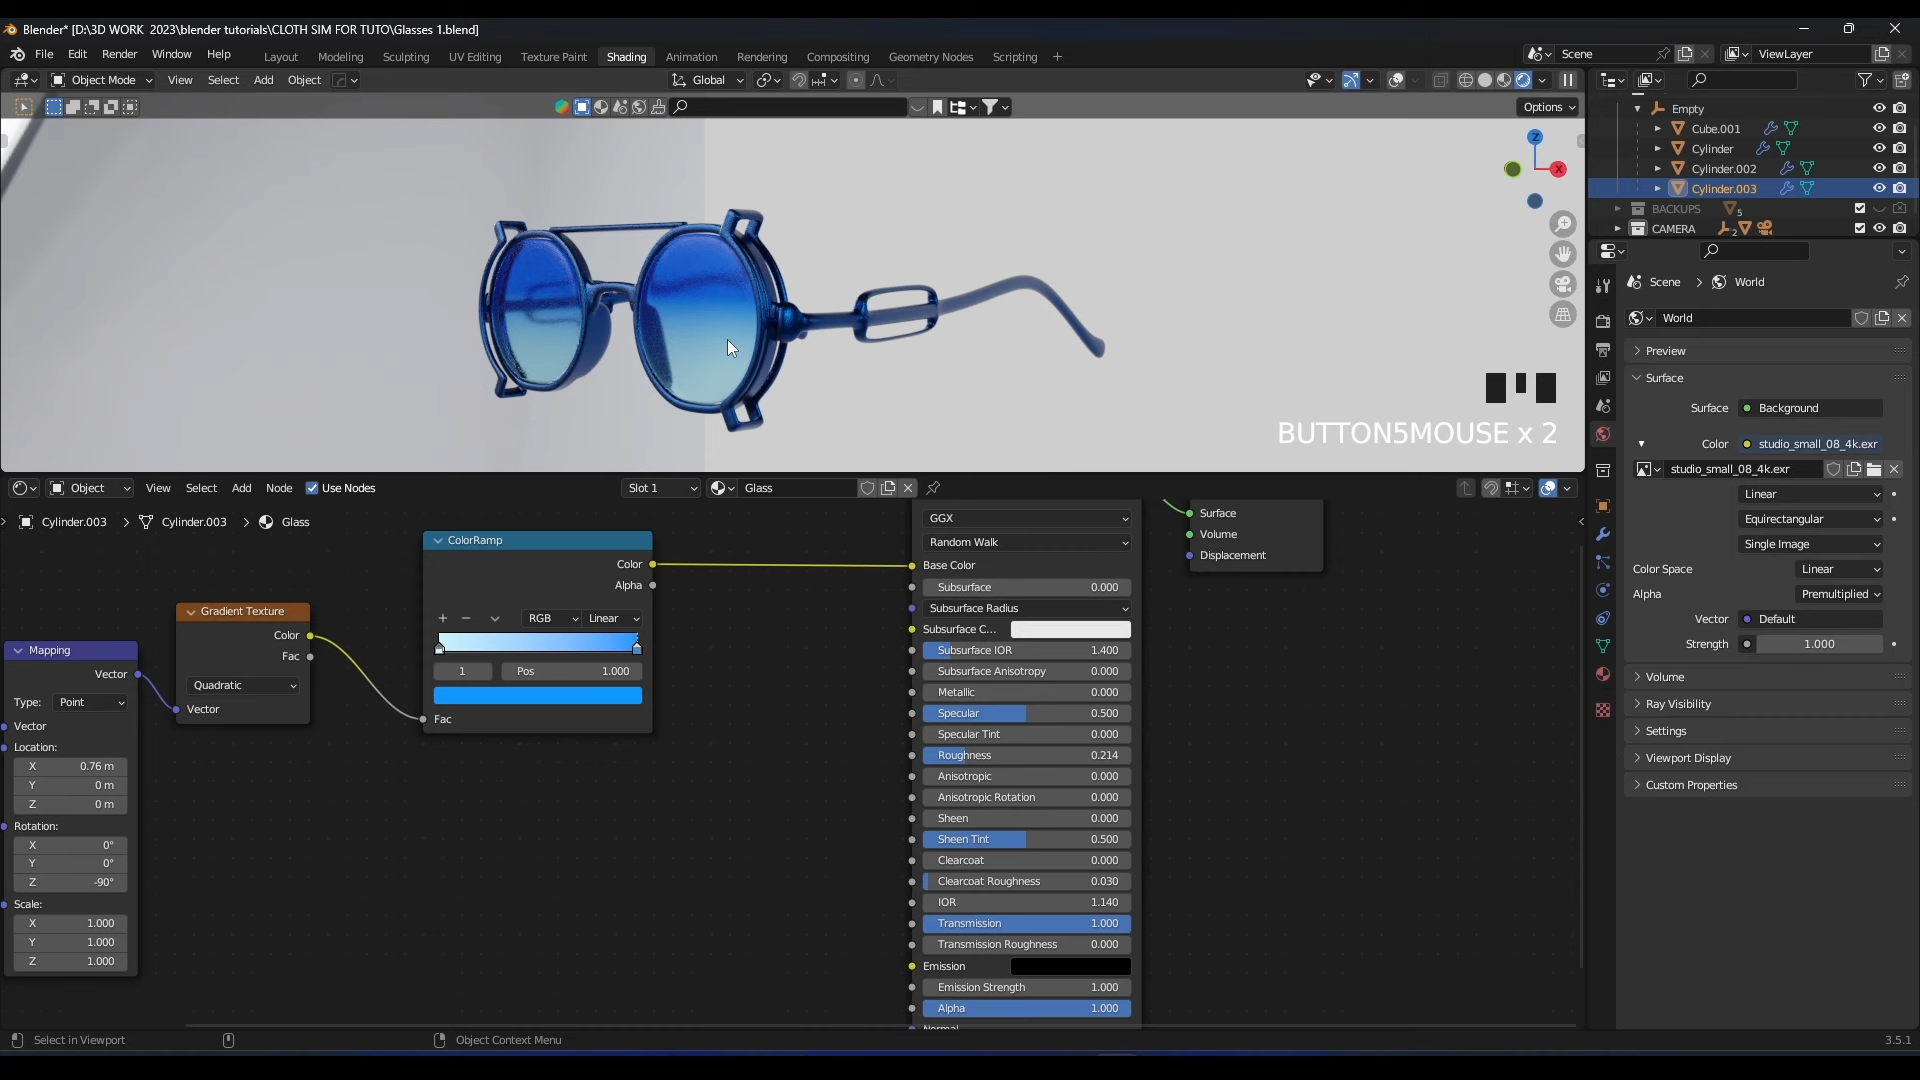 Blender* [D:\3D WORK 2023\blender tutorials\CLOTH SIM FOR TUTO\Glasses 1.blend]
File Edit Render Window Help Layout Modeling Sculpting UV Editing Texture Paint Shading Animation Rendering Compositing Geometry Nodes Scripting + Scene ViewLayer
Object Mode View Select Add Object Global
Options
Empty
Cube.001
Cylinder
Cylinder.002
Cylinder.003
BACKUPS 5
CAMERA 2
Z
X
BUTTON5MOUSE x 2
Scene > World
World
Preview
Surface
Surface Background
Color studio_small_08_4k.exr
studio_small_08_4k.exr
Linear
Equirectangular
Single Image
Color Space Linear
Alpha Premultiplied
Vector Default
Strength 1.000
Volume
Ray Visibility
Settings
Viewport Display
Custom Properties
Object View Select Add Node Use Nodes Slot 1 Glass
Cylinder.003 > Cylinder.003 > Glass
Mapping
Vector
Type: Point
Vector
Location:
X 0.76 m
Y 0 m
Z 0 m
Rotation:
X 0°
Y 0°
Z -90°
Scale:
X 1.000
Y 1.000
Z 1.000
Gradient Texture
Color
Fac
Quadratic
Vector
ColorRamp
Color
Alpha
+ − RGB Linear
1 Pos 1.000
Fac
GGX
Random Walk
Base Color
Subsurface 0.000
Subsurface Radius
Subsurface C...
Subsurface IOR 1.400
Subsurface Anisotropy 0.000
Metallic 0.000
Specular 0.500
Specular Tint 0.000
Roughness 0.214
Anisotropic 0.000
Anisotropic Rotation 0.000
Sheen 0.000
Sheen Tint 0.500
Clearcoat 0.000
Clearcoat Roughness 0.030
IOR 1.140
Transmission 1.000
Transmission Roughness 0.000
Emission
Emission Strength 1.000
Alpha 1.000
Normal
Surface
Volume
Displacement
Select in Viewport Object Context Menu 3.5.1